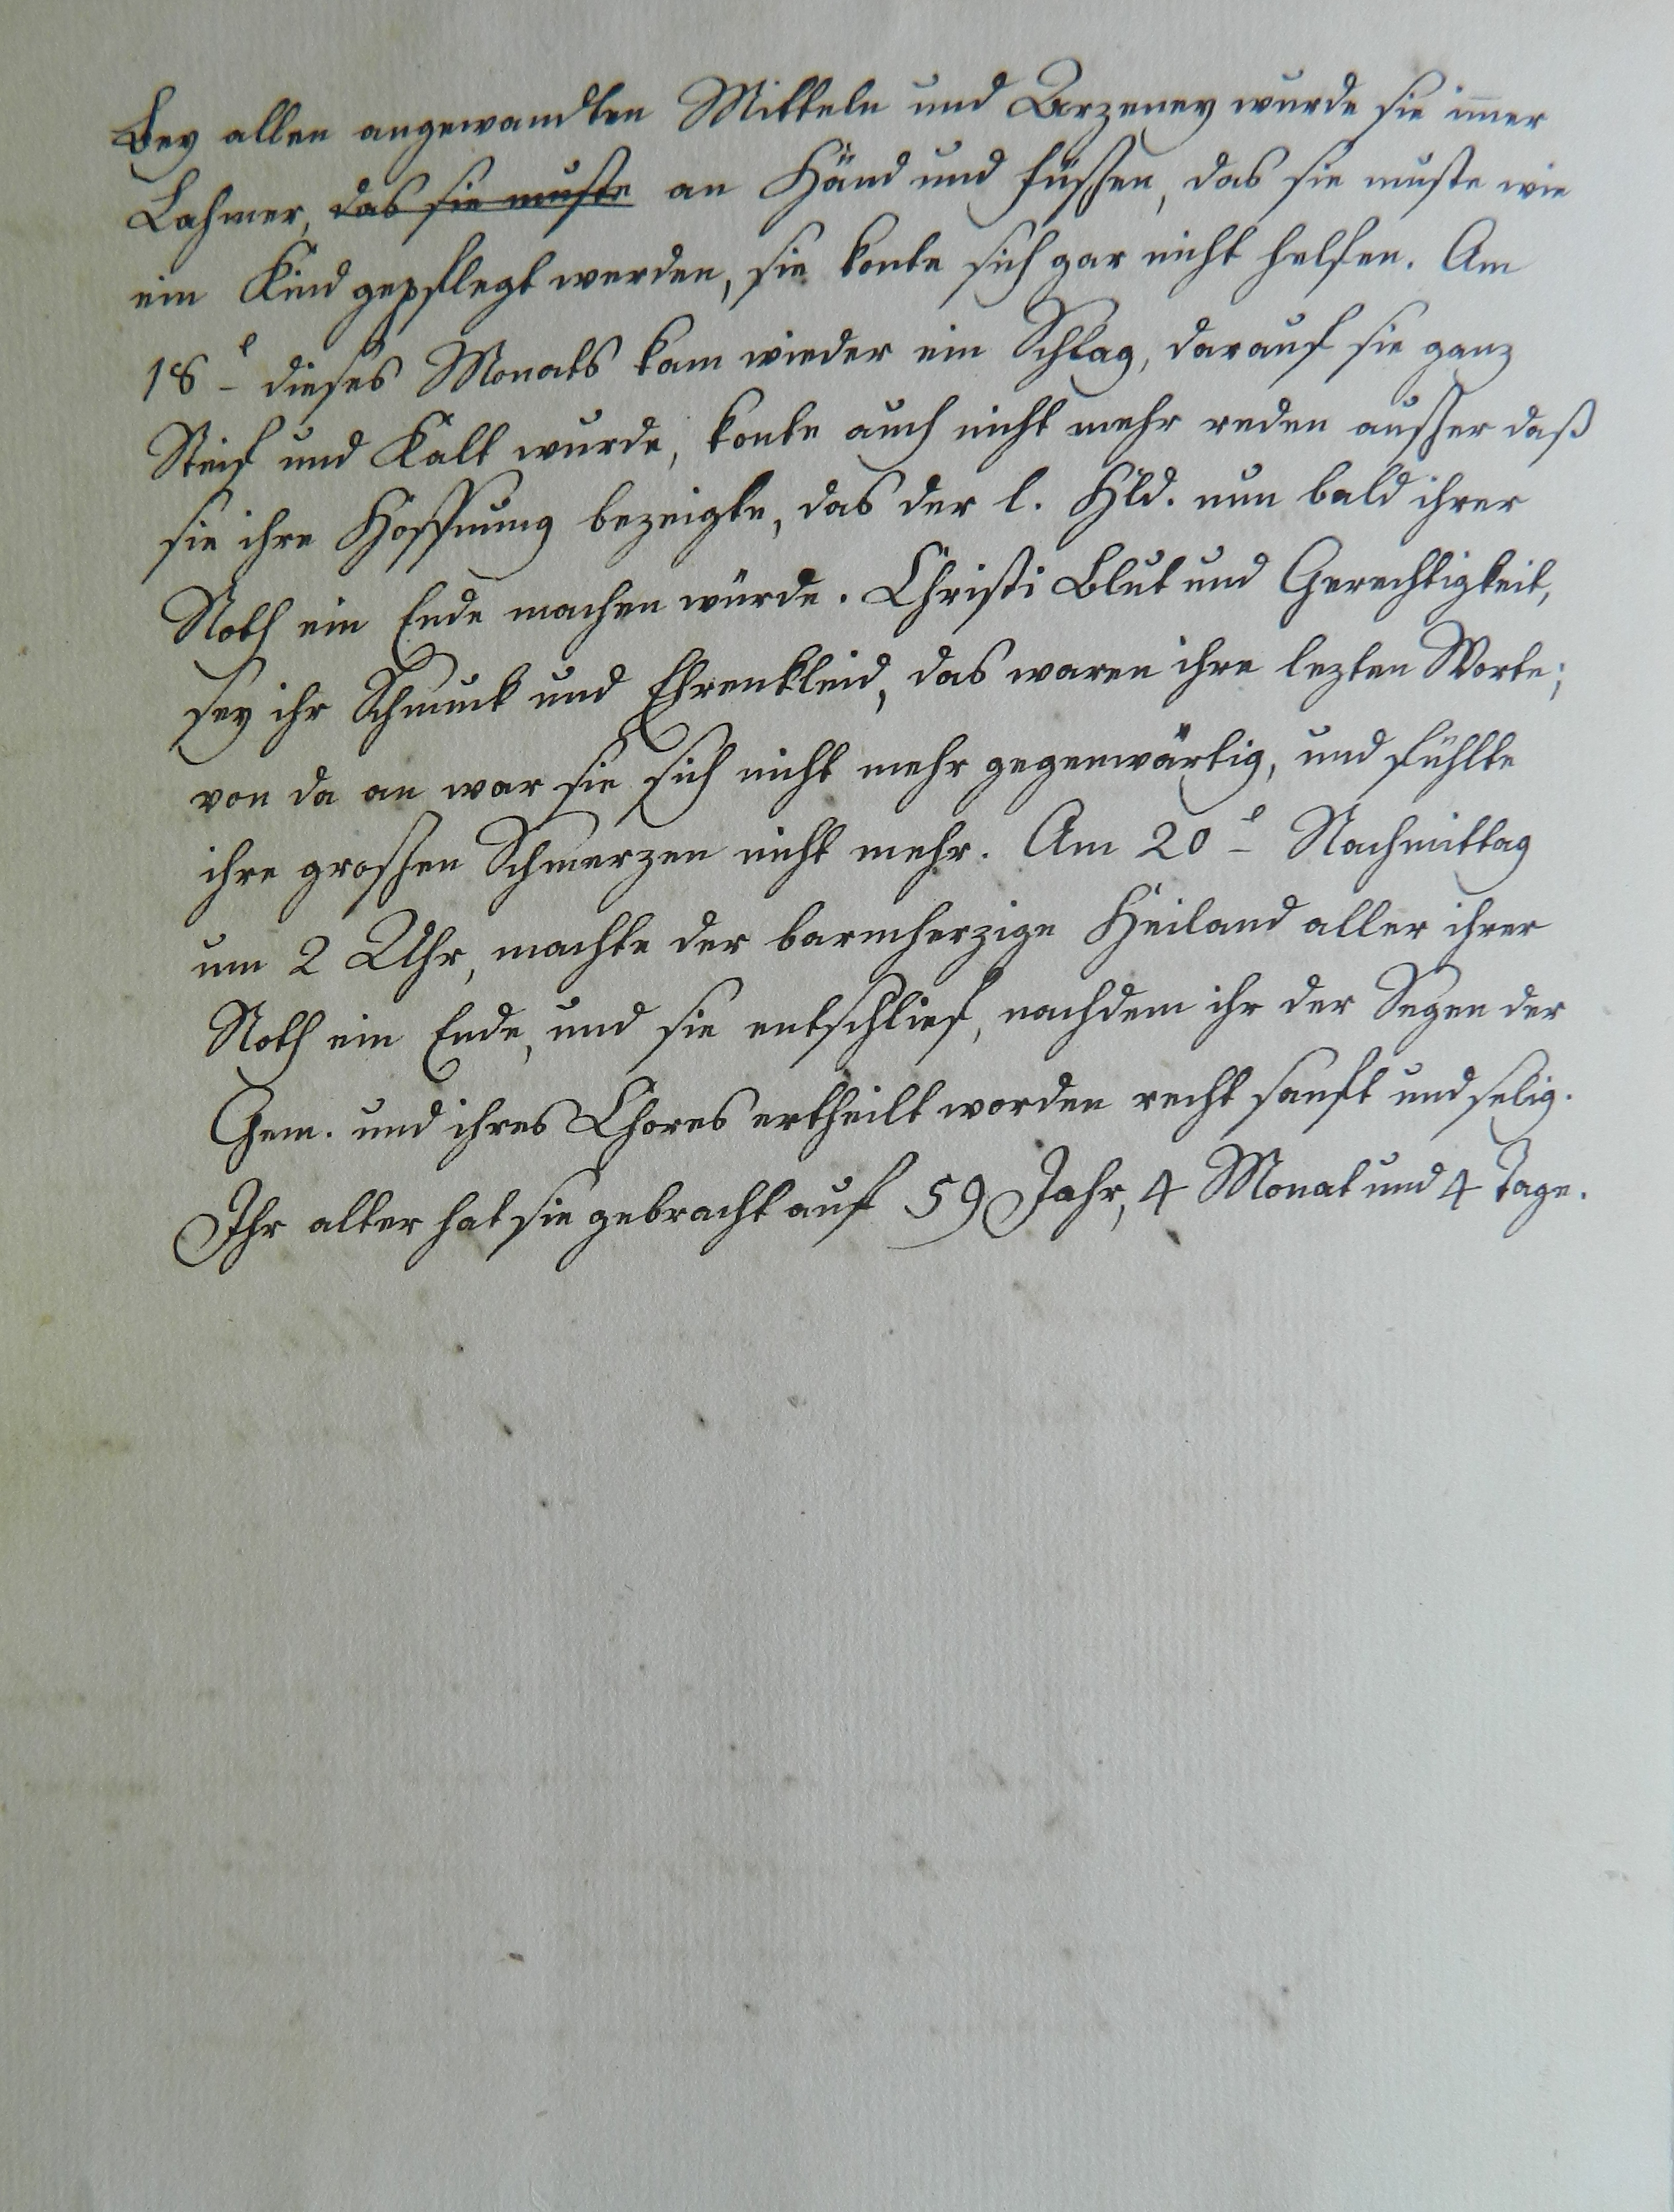 Bey allen angewandten Mitteln und Arzeney wurde sie im̄er
Lahmer, das sie muste an Händ und Füssen, das sie muste wie
ein Kind gepflegt werden, sie konte sich gar nicht helfen. Am
18ᵗ dieses Monats kam wieder ein Schlag, darauf sie ganz
Steif und Kalt wurde, konte auch nicht mehr reden ausser daß
sie ihre Hoffnung bezeigte, das der l. Hld. nun bald ihrer
Noth ein Ende machen würde. Christi Blut und Gerechtigkeit,
sey ihr Schmuck und Ehrenkleid, das waren ihre lezten Worte;
von da an war sie sich nicht mehr gegenwärtig, und fühlte
ihre grossen Schmerzen nicht mehr. Am 20ᵗ Nachmittag
um 2 Uhr, machte der barmherzige Heiland aller ihrer
Noth ein Ende, und sie entschlief, nachdem ihr der Segen der
Gem. und ihres Chores ertheilt worden recht sanft und selig.
Ihr alter hat sie gebracht auf 59 Jahr, 4 Monat und 4 Tage.